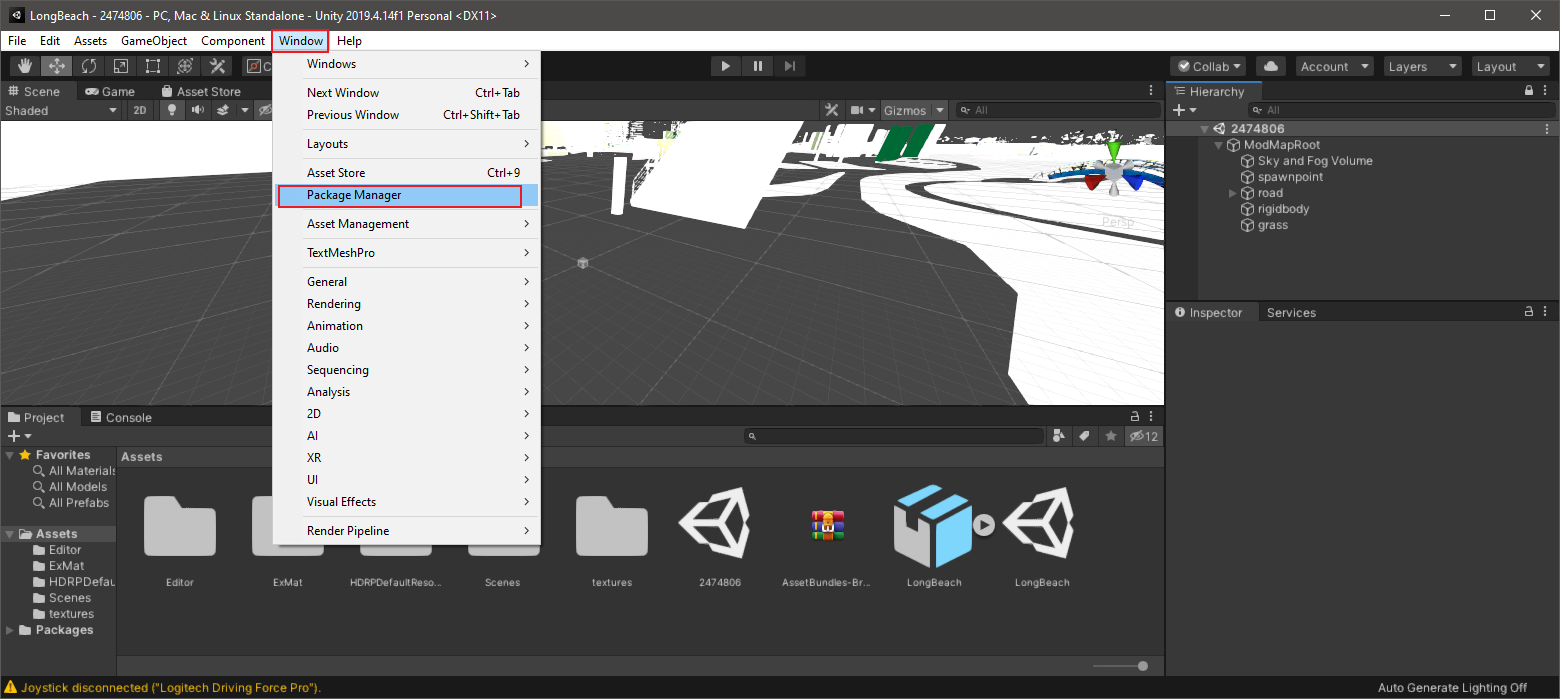 LongBeach - 2474806 - PC, Mac & Linux Standalone - Unity 2019.4.14f1 Personal <DX11>
File Edit Assets GameObject Component Window Help
C
Collab Account Layers Layout
Windows
Next Window Ctrl+Tab
Previous Window Ctrl+Shift+Tab
Layouts
Asset Store Ctrl+9
Package Manager
Asset Management
TextMeshPro
General
Rendering
Animation
Audio
Sequencing
Analysis
2D
AI
XR
UI
Visual Effects
Render Pipeline
Scene Game Asset Store
Shaded 2D Gizmos All
Persp
Hierarchy
All
2474806
ModMapRoot
Sky and Fog Volume
spawnpoint
road
rigidbody
grass
Inspector Services
Project Console
12
Favorites
All Materials
All Models
All Prefabs
Assets
Editor
ExMat
HDRPDefau
Scenes
textures
Packages
Assets
Editor ExMat HDRPDefaultReso... Scenes textures 2474806 AssetBundles-Br... LongBeach LongBeach
Joystick disconnected ("Logitech Driving Force Pro").
Auto Generate Lighting Off